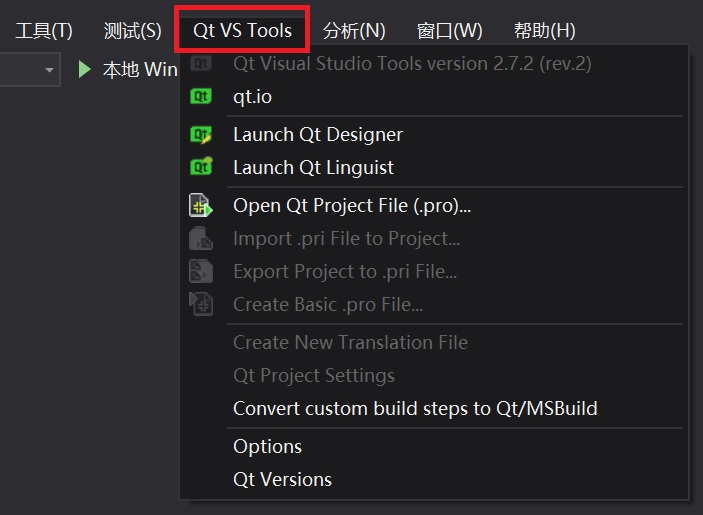 工具(T) 测试(S) Qt VS Tools 分析(N) 窗口(W) 帮助(H)
本地 Win
Qt Visual Studio Tools version 2.7.2 (rev.2)
qt.io
Launch Qt Designer
Launch Qt Linguist
Open Qt Project File (.pro)...
Import .pri File to Project...
Export Project to .pri File...
Create Basic .pro File...
Create New Translation File
Qt Project Settings
Convert custom build steps to Qt/MSBuild
Options
Qt Versions